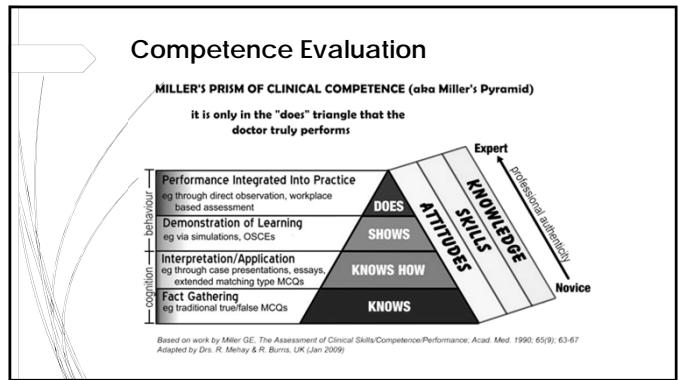 Competence Evaluation
MILLER'S PRISM OF CLINICAL COMPETENCE (aka Miller's Pyramid)
it is only in the "does" triangle that the
doctor truly performs
Expert
professional authenticity
Novice
behaviour
cognition
Performance Integrated Into Practice
eg through direct observation, workplace
based assessment
DOES
Demonstration of Learning
eg via simulations, OSCEs
SHOWS
Interpretation/Application
eg through case presentations, essays,
extended matching type MCQs
KNOWS HOW
Fact Gathering
eg traditional true/false MCQs
KNOWS
ATTITUDES
SKILLS
KNOWLEDGE
Based on work by Miller GE, The Assessment of Clinical Skills/Competence/Performance; Acad. Med. 1990; 65(9); 63-67
Adapted by Drs. R. Mehay & R. Burns, UK (Jan 2009)